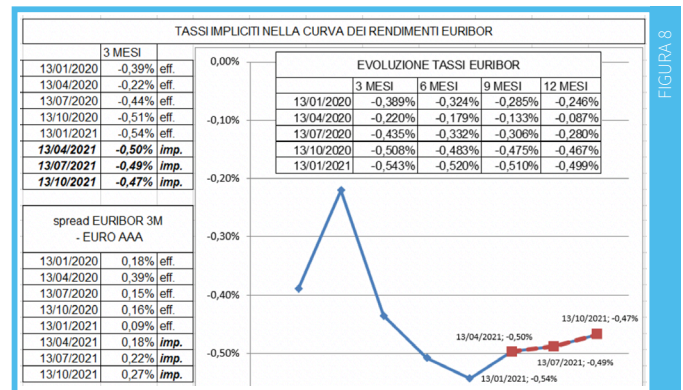 TASSI IMPLICITI NELLA CURVA DEI RENDIMENTI EURIBOR
FIGURA 8
3 MESI
13/01/2020 -0,39% eff.
13/04/2020 -0,22% eff.
13/07/2020 -0,44% eff.
13/10/2020 -0,51% eff.
13/01/2021 -0,54% eff.
13/04/2021 -0,50% imp.
13/07/2021 -0,49% imp.
13/10/2021 -0,47% imp.
spread EURIBOR 3M
- EURO AAA
13/01/2020 0,18% eff.
13/04/2020 0,39% eff.
13/07/2020 0,15% eff.
13/10/2020 0,16% eff.
13/01/2021 0,09% eff.
13/04/2021 0,18% imp.
13/07/2021 0,22% imp.
13/10/2021 0,27% imp.
EVOLUZIONE TASSI EURIBOR
3 MESI 6 MESI 9 MESI 12 MESI
13/01/2020 -0,389% -0,324% -0,285% -0,246%
13/04/2020 -0,220% -0,179% -0,133% -0,087%
13/07/2020 -0,435% -0,332% -0,306% -0,280%
13/10/2020 -0,508% -0,483% -0,475% -0,467%
13/01/2021 -0,543% -0,520% -0,510% -0,499%
0,00%
-0,10%
-0,20%
-0,30%
-0,40%
-0,50%
13/10/2021; -0,47%
13/04/2021; -0,50%
13/07/2021; -0,49%
13/01/2021; -0,54%